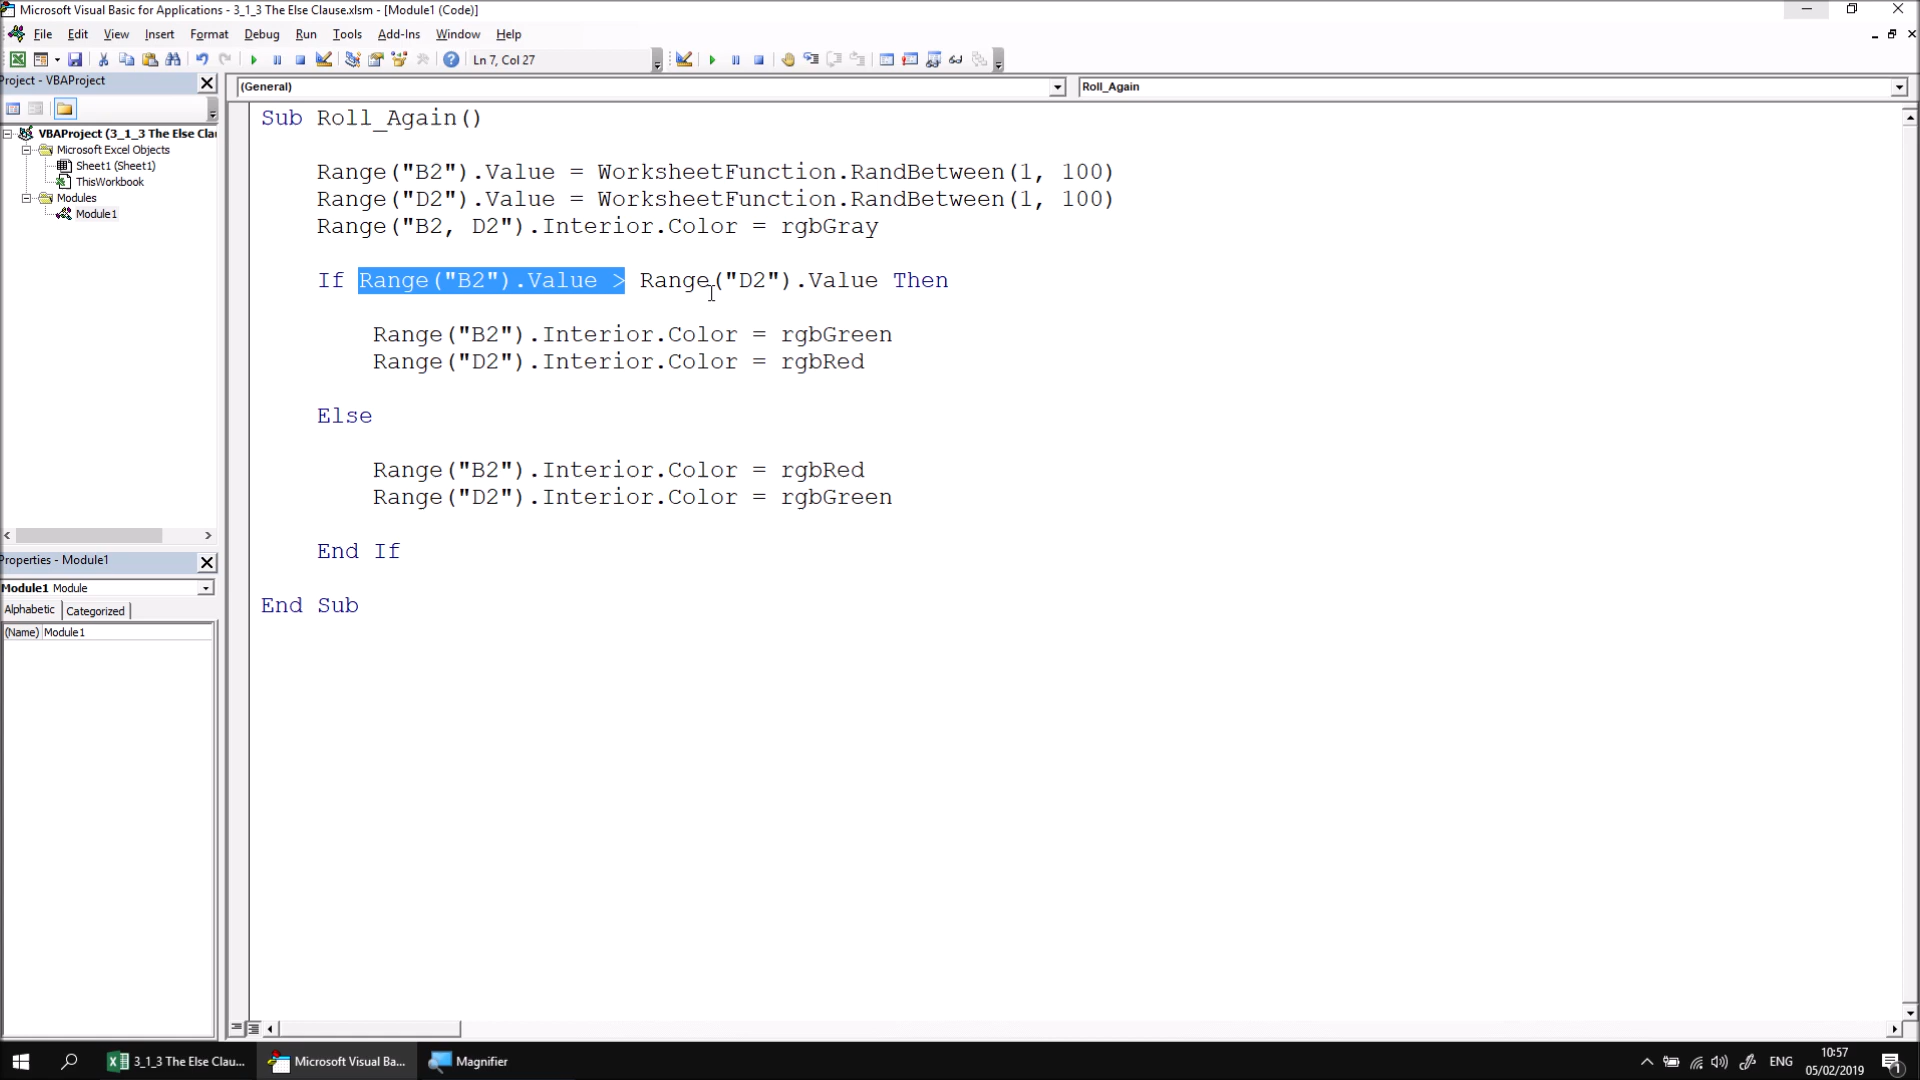 Microsoft Visual Basic for Applications - 3_1_3 The Else Clause.xlsm - [Module1 (Code)]
File Edit View Insert Format Debug Run Tools Add-Ins Window Help
Ln 7, Col 27
Project - VBAProject
(General)
Roll_Again
VBAProject (3_1_3 The Else Clau
Microsoft Excel Objects
Sheet1 (Sheet1)
ThisWorkbook
Modules
Module1
Sub Roll_Again()
Range("B2").Value = WorksheetFunction.RandBetween(1, 100)
Range("D2").Value = WorksheetFunction.RandBetween(1, 100)
Range("B2, D2").Interior.Color = rgbGray
If Range("B2").Value > Range("D2").Value Then
Range("B2").Interior.Color = rgbGreen
Range("D2").Interior.Color = rgbRed
Else
Range("B2").Interior.Color = rgbRed
Range("D2").Interior.Color = rgbGreen
End If
End Sub
Properties - Module1
Module1 Module
Alphabetic Categorized
(Name) Module1
3_1_3 The Else Clau...
Microsoft Visual Ba...
Magnifier
ENG
10:57
05/02/2019
1